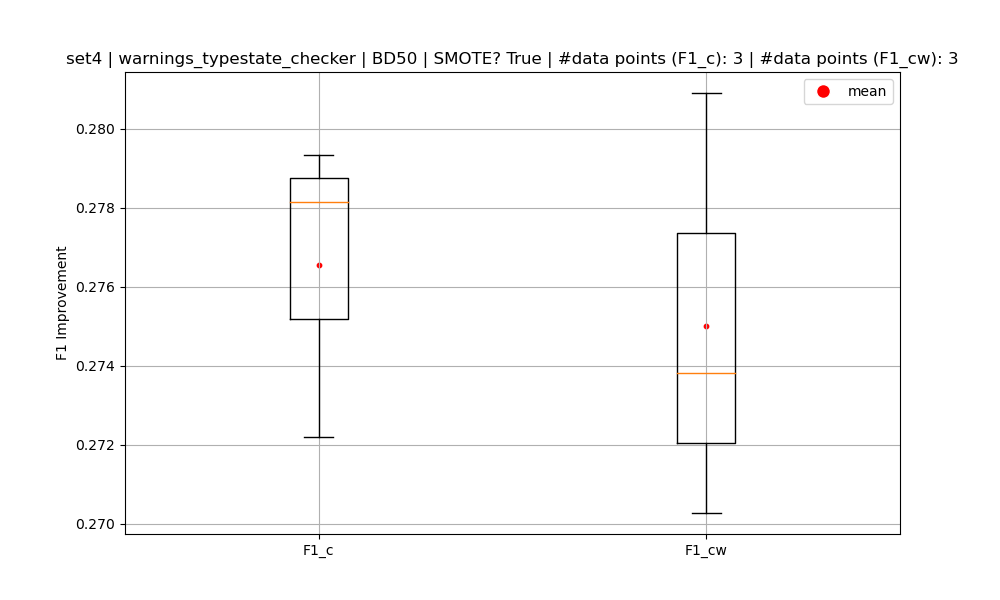 set4 | warnings_typestate_checker | BD50 | SMOTE? True | #data points (F1_c): 3 | #data points (F1_cw): 3
mean
0.280
0.278
0.276
0.274
0.272
0.270
F1 Improvement
F1_c
F1_cw